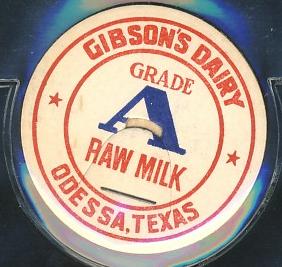 GIBSON'S DAIRY
GRADE
A
RAW MILK
ODESSA, TEXAS